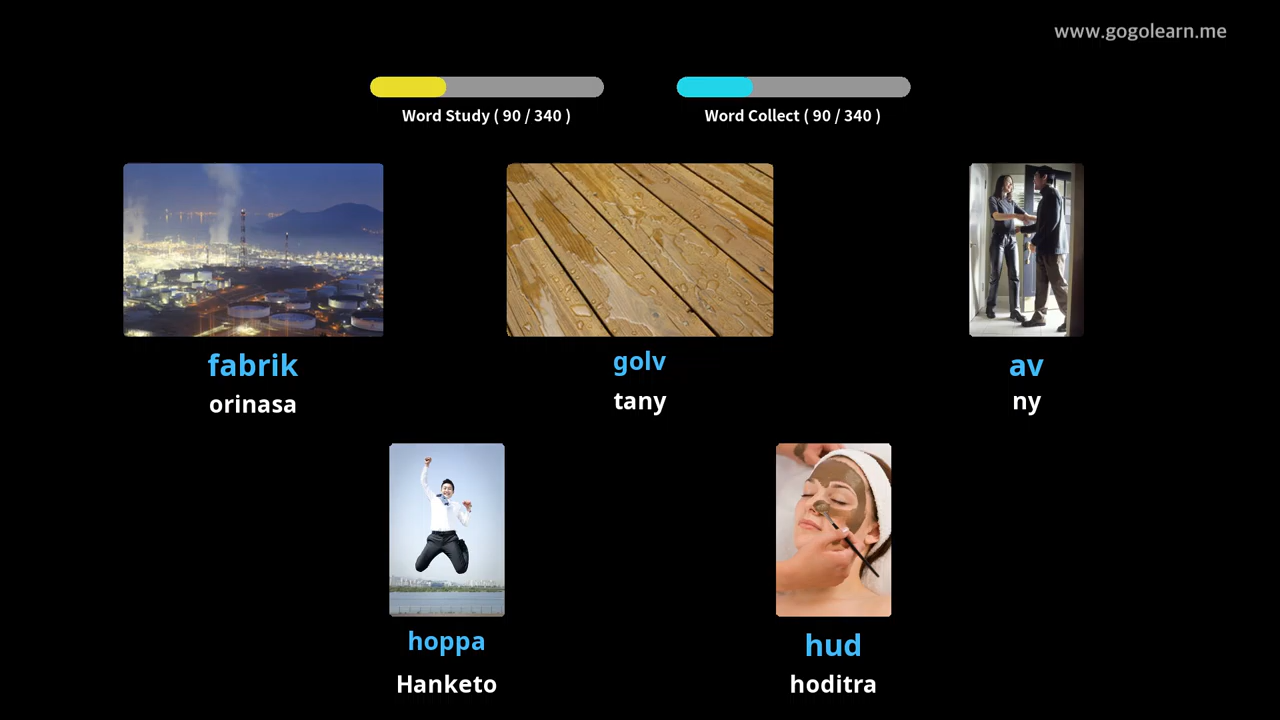 www.gogolearn.me
Word Study ( 90 / 340 )
Word Collect ( 90 / 340 )
fabrik
orinasa
golv
tany
av
ny
hoppa
Hanketo
hud
hoditra